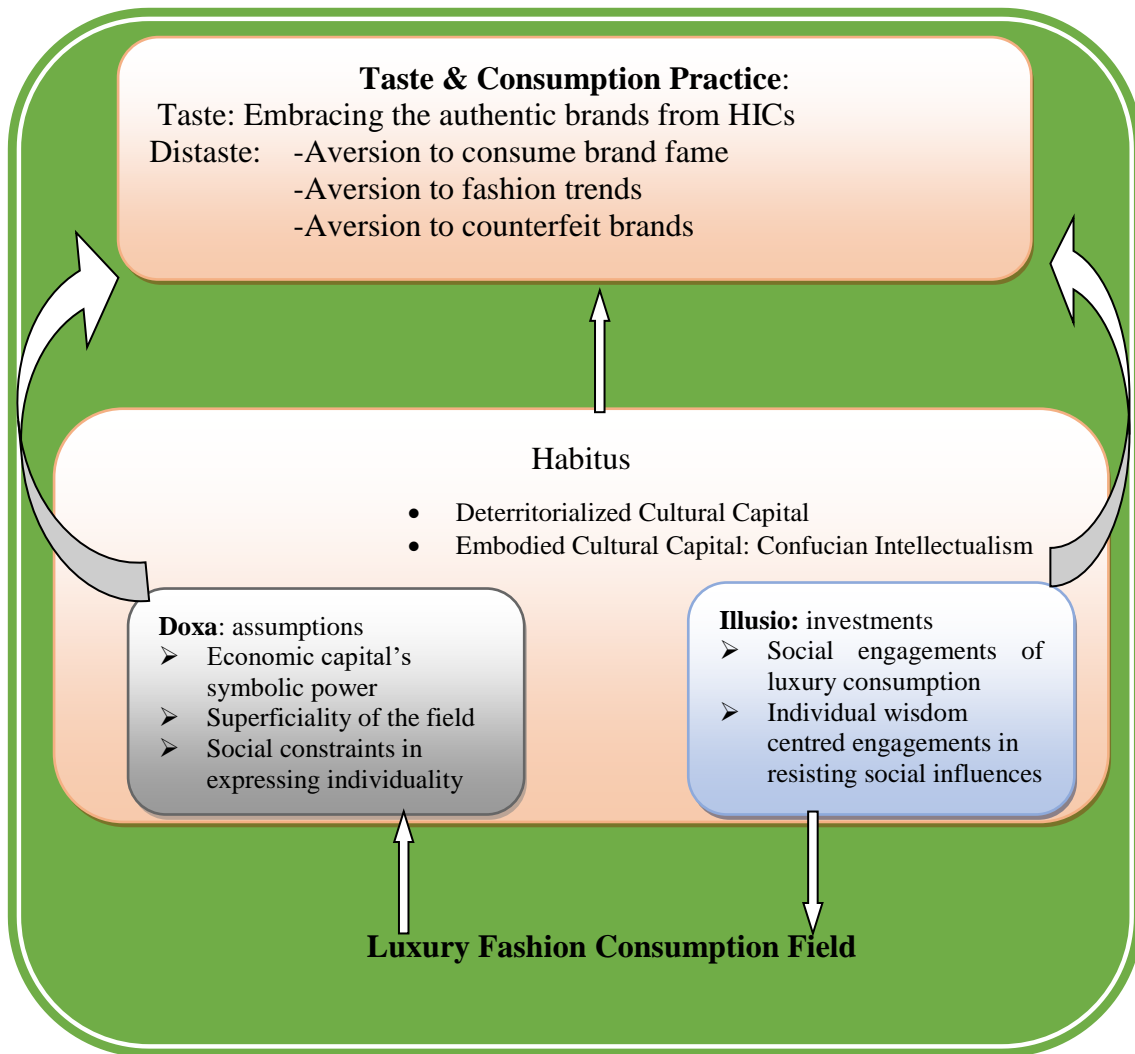 Taste & Consumption Practice:
Taste: Embracing the authentic brands from HICs
Distaste: -Aversion to consume brand fame
-Aversion to fashion trends
-Aversion to counterfeit brands
Habitus
• Deterritorialized Cultural Capital
• Embodied Cultural Capital: Confucian Intellectualism
Doxa: assumptions
➢ Economic capital’s
symbolic power
➢ Superficiality of the field
➢ Social constraints in
expressing individuality
Illusio: investments
➢ Social engagements of
luxury consumption
➢ Individual wisdom
centred engagements in
resisting social influences
Luxury Fashion Consumption Field